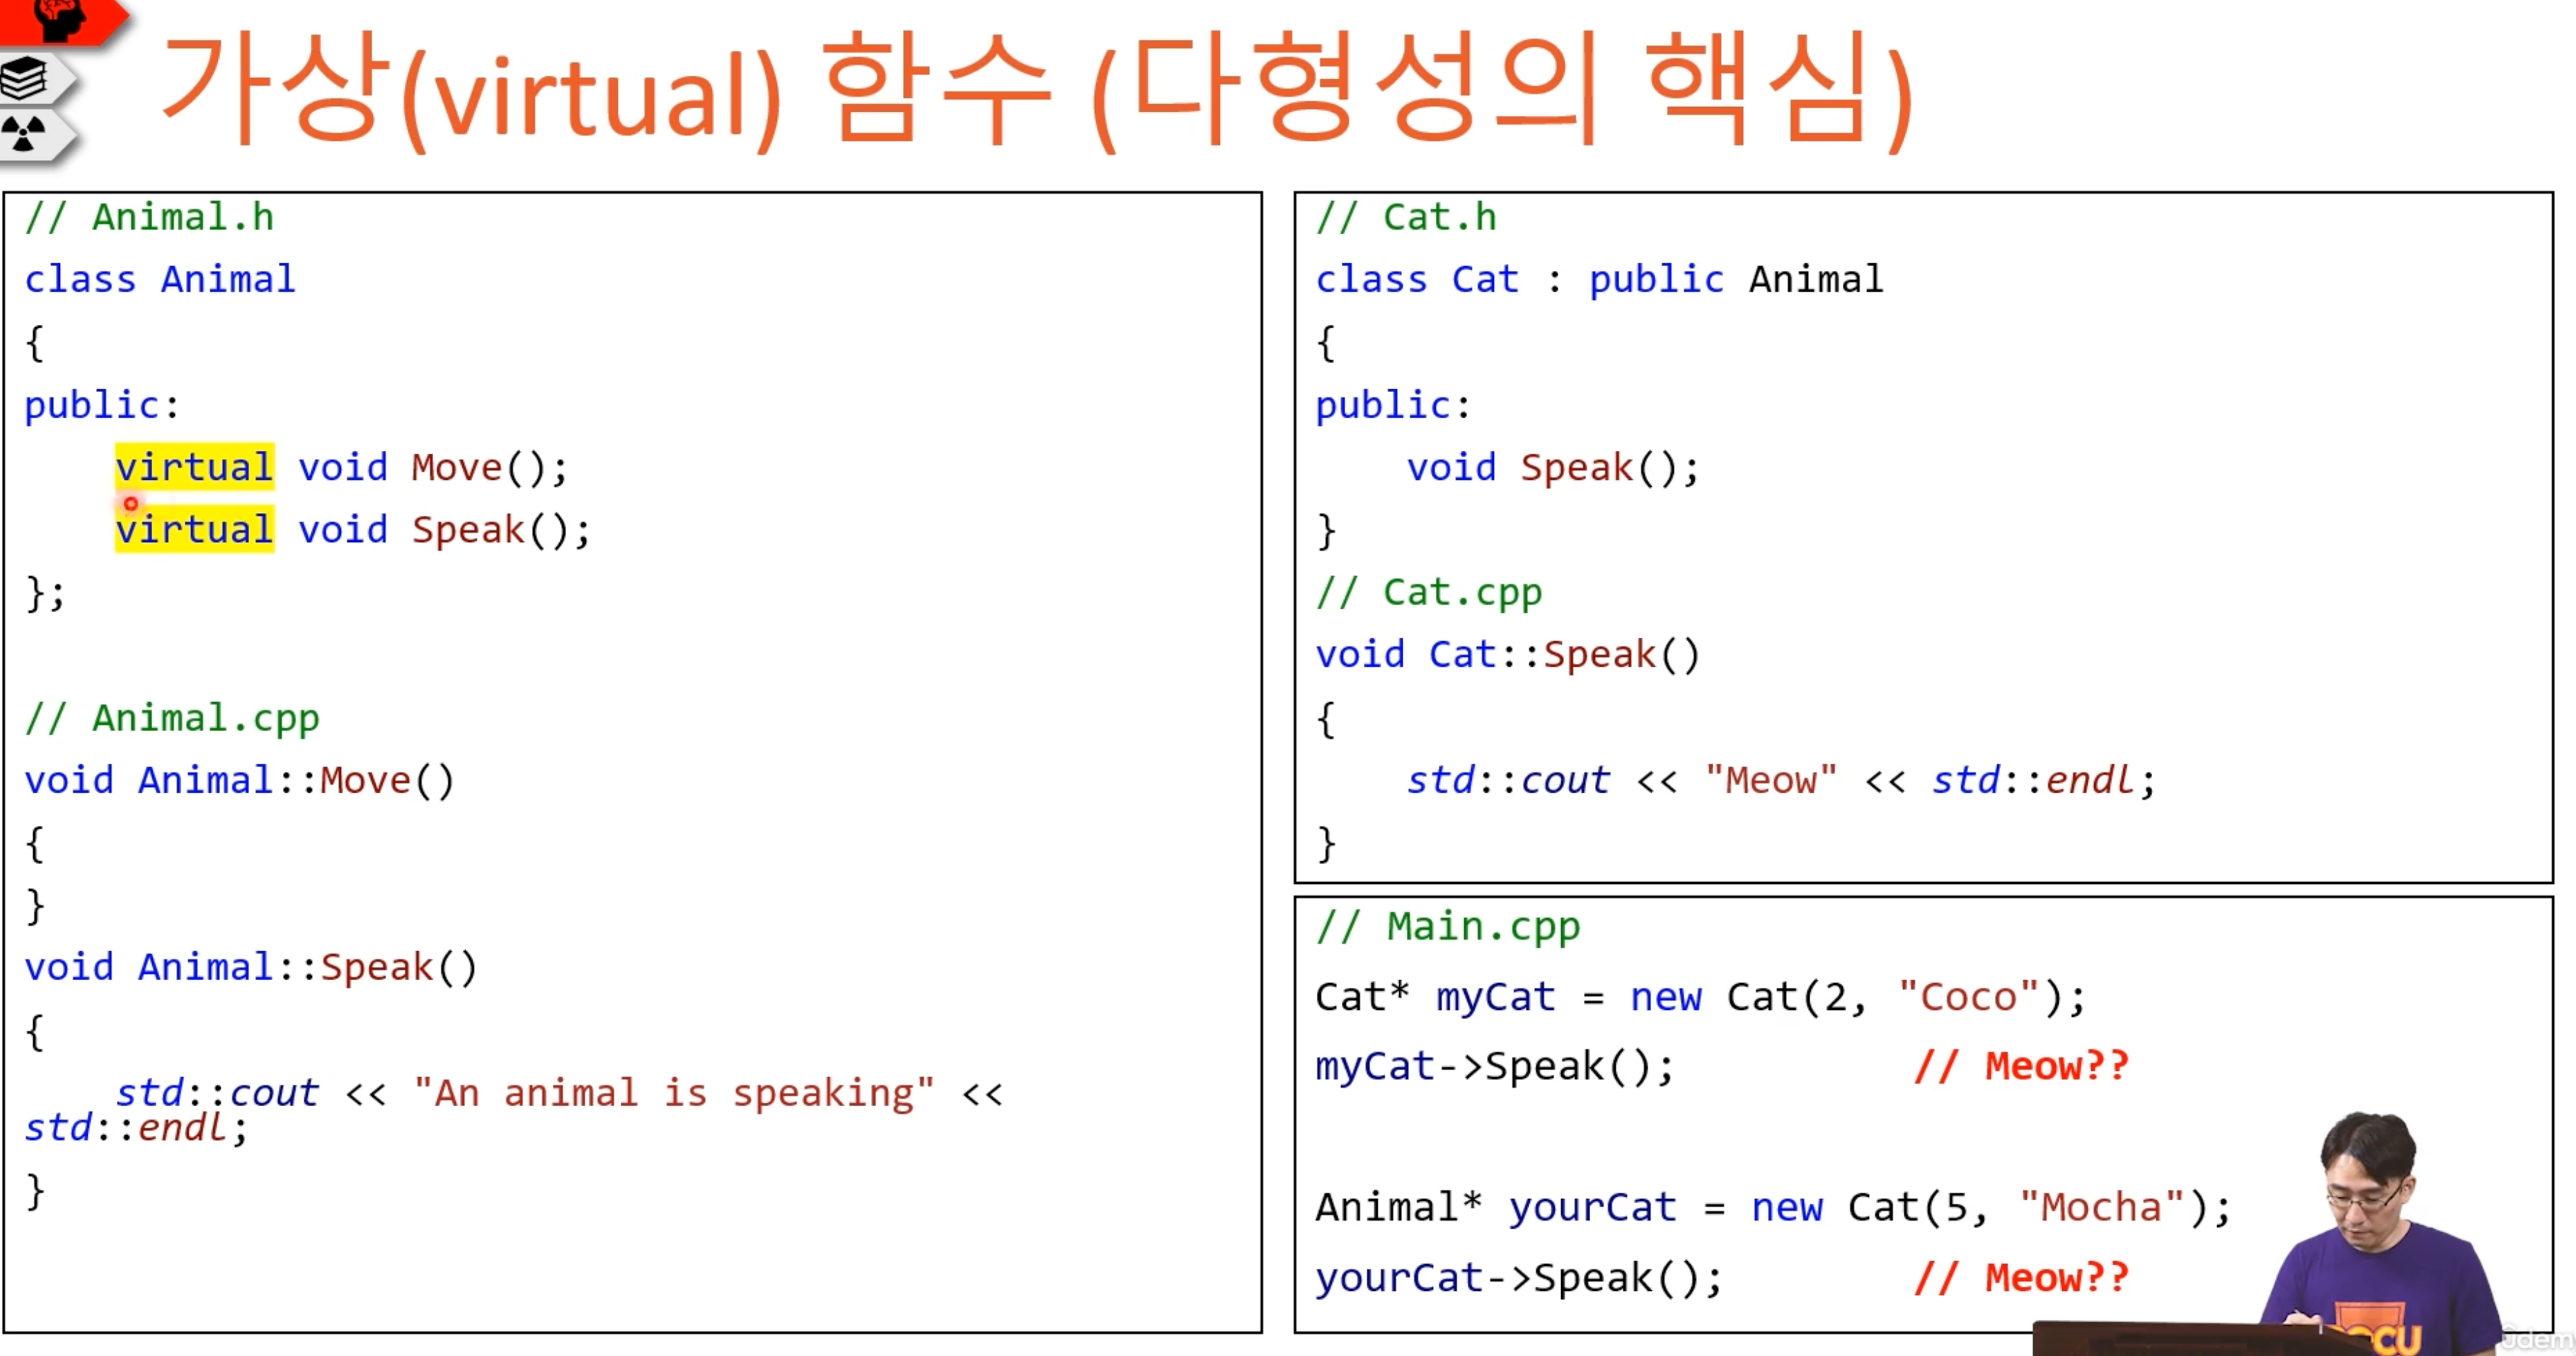 가상(virtual) 함수 (다형성의 핵심)
// Animal.h
class Animal
{
public:
    virtual void Move();
    virtual void Speak();
};
// Animal.cpp
void Animal::Move()
{
}
void Animal::Speak()
{
    std::cout << "An animal is speaking" <<
std::endl;
}
// Cat.h
class Cat : public Animal
{
public:
    void Speak();
}
// Cat.cpp
void Cat::Speak()
{
    std::cout << "Meow" << std::endl;
}
// Main.cpp
Cat* myCat = new Cat(2, "Coco");
myCat->Speak();          // Meow??
Animal* yourCat = new Cat(5, "Mocha");
yourCat->Speak();        // Meow??